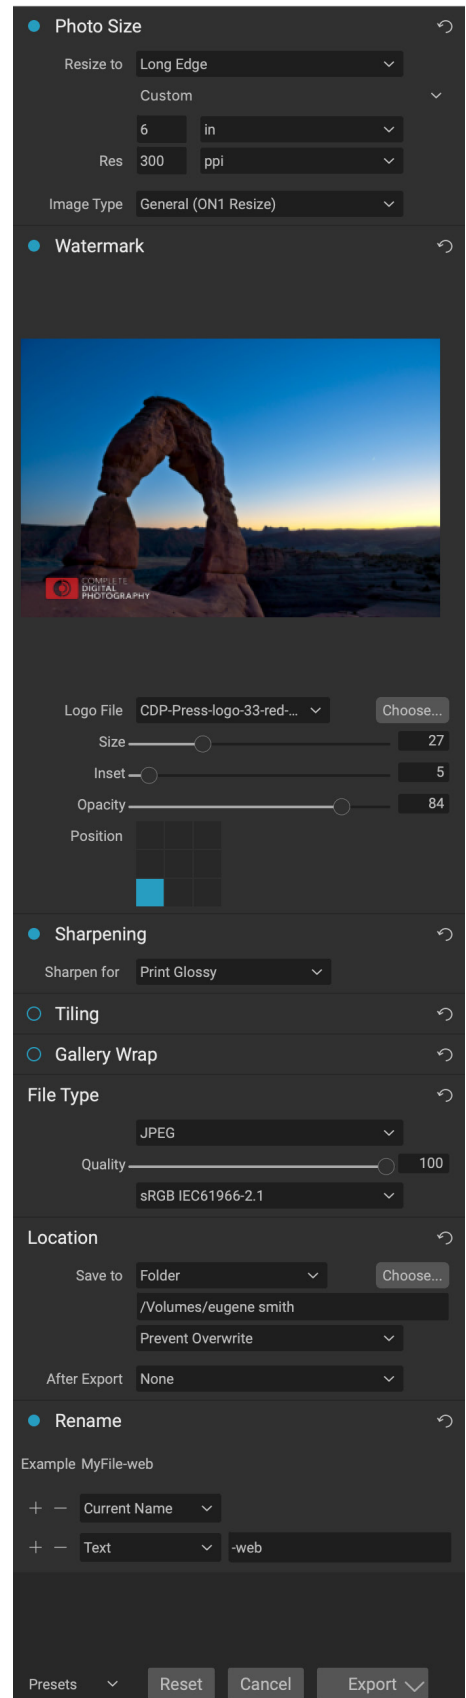 Photo Size
Resize to Long Edge
Custom
6 in
Res 300 ppi
Image Type General (ON1 Resize)
Watermark
COMPLETE
DIGITAL
PHOTOGRAPHY
Logo File CDP-Press-logo-33-red-... Choose...
Size 27
Inset 5
Opacity 84
Position
Sharpening
Sharpen for Print Glossy
Tiling
Gallery Wrap
File Type
JPEG
Quality 100
sRGB IEC61966-2.1
Location
Save to Folder Choose...
/Volumes/eugene smith
Prevent Overwrite
After Export None
Rename
Example MyFile-web
+ − Current Name
+ − Text -web
Presets Reset Cancel Export